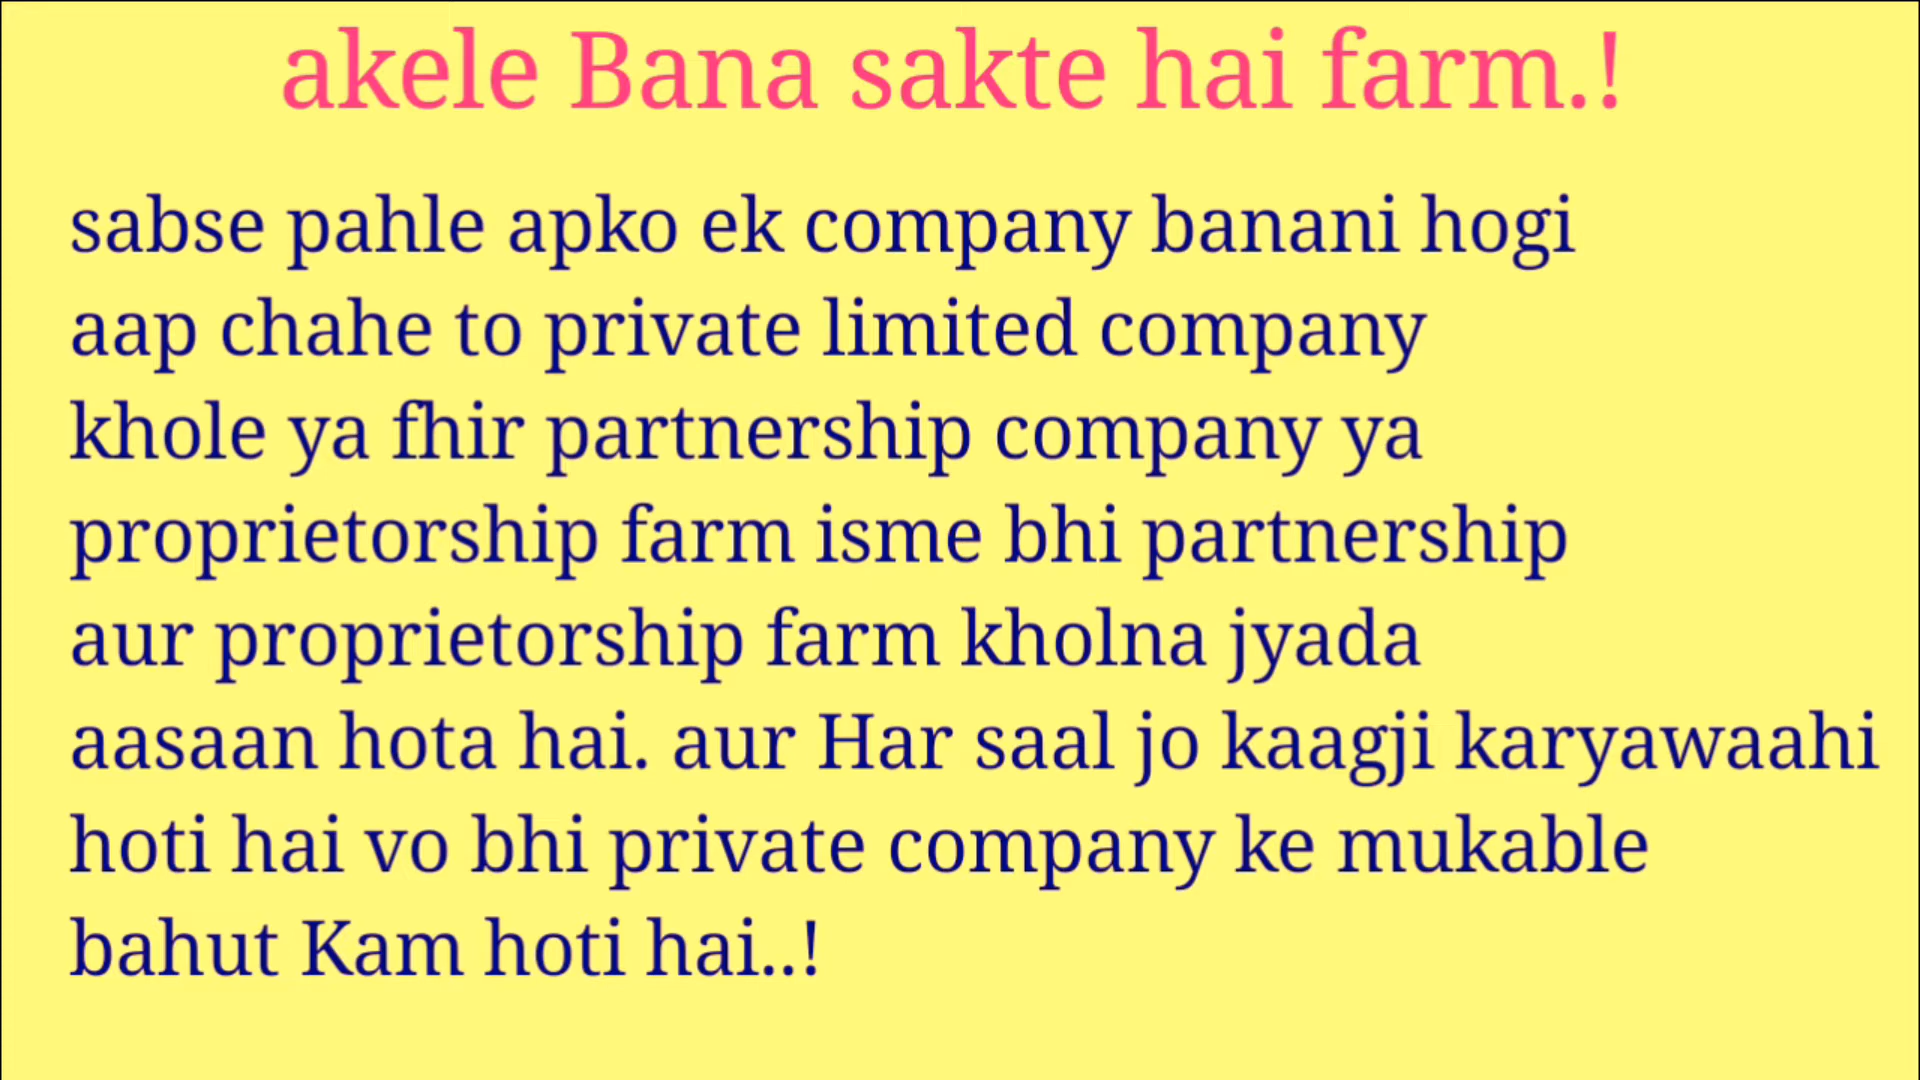 akele Bana sakte hai farm.!
sabse pahle apko ek company banani hogi
aap chahe to private limited company
khole ya fhir partnership company ya
proprietorship farm isme bhi partnership
aur proprietorship farm kholna jyada
aasaan hota hai. aur Har saal jo kaagji karyawaahi
hoti hai vo bhi private company ke mukable
bahut Kam hoti hai..!